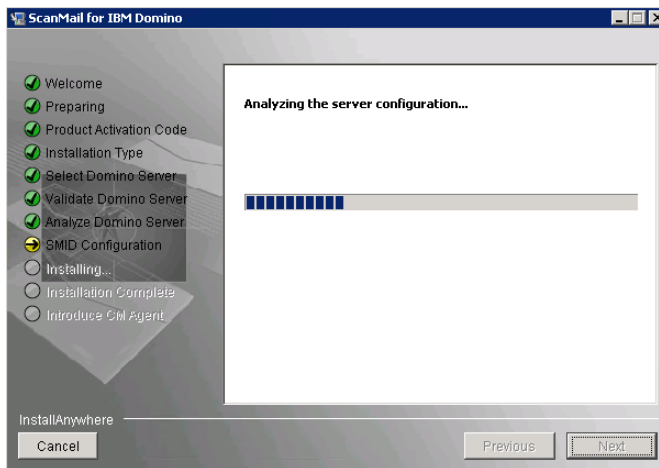 ScanMail for IBM Domino
Welcome
Preparing
Product Activation Code
Installation Type
Select Domino Server
Validate Domino Server
Analyze Domino Server
SMID Configuration
Installing...
Installation Complete
Introduce CM Agent
Analyzing the server configuration...
InstallAnywhere
Cancel
Previous
Next